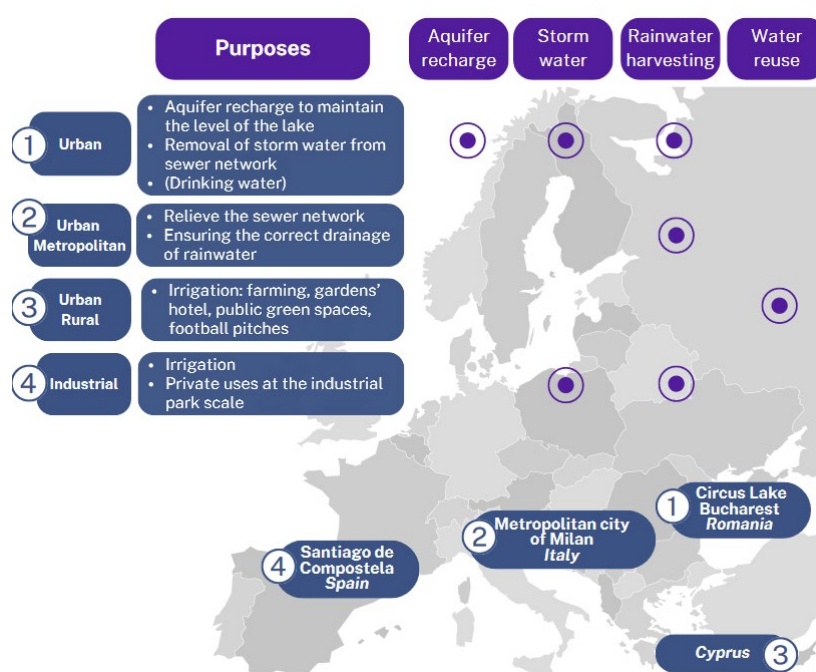 Purposes
Aquifer
recharge
Storm
water
Rainwater
harvesting
Water
reuse
1
Urban
• Aquifer recharge to maintain
the level of the lake
• Removal of storm water from
sewer network
• (Drinking water)
2
Urban
Metropolitan
• Relieve the sewer network
• Ensuring the correct drainage
of rainwater
3
Urban
Rural
• Irrigation: farming, gardens'
hotel, public green spaces,
football pitches
4
Industrial
• Irrigation
• Private uses at the industrial
park scale
1
Circus Lake
Bucharest
Romania
2
Metropolitan city
of Milan
Italy
4
Santiago de
Compostela
Spain
Cyprus
3